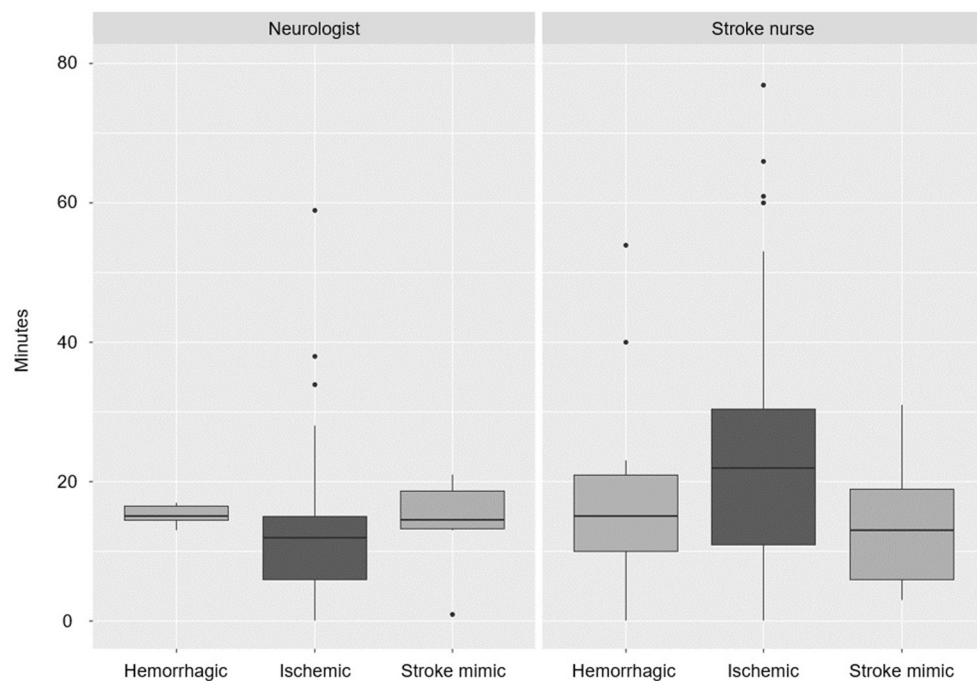 Neurologist
Stroke nurse
80
60
40
20
0
Minutes
Hemorrhagic
Ischemic
Stroke mimic
Hemorrhagic
Ischemic
Stroke mimic